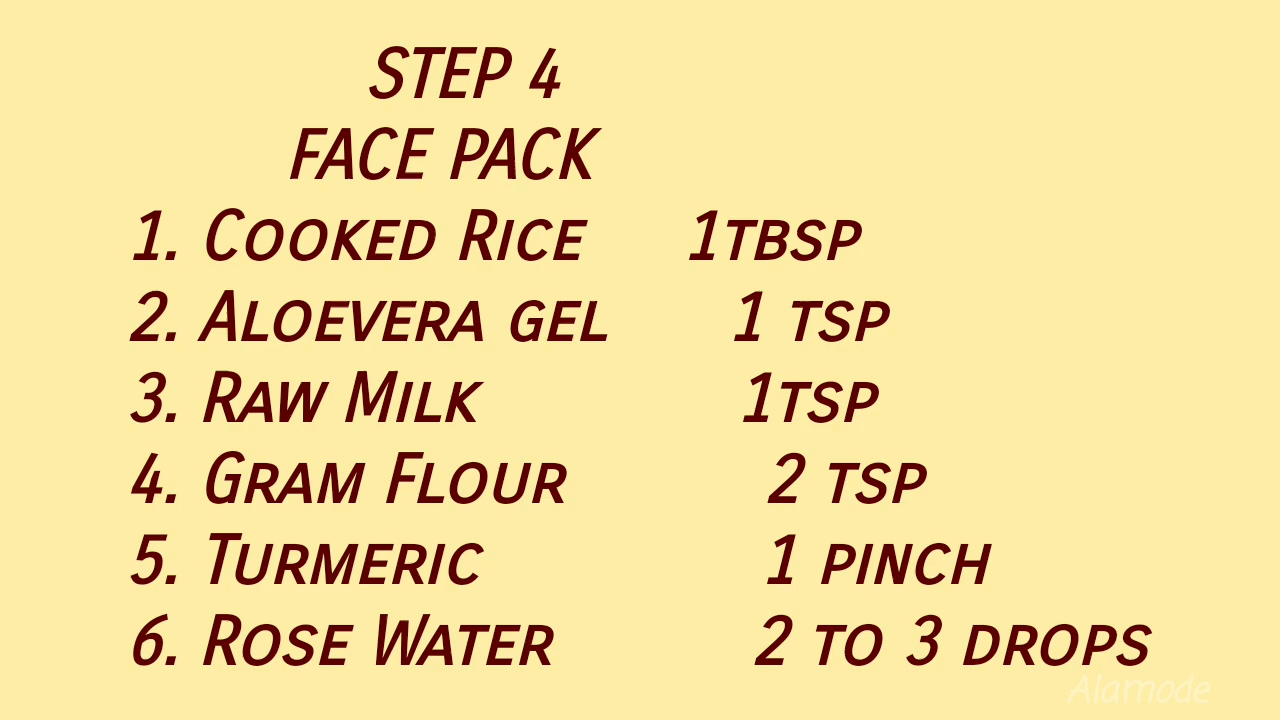 STEP 4
FACE PACK
1. COOKED RICE 1TBSP
2. ALOEVERA GEL 1 TSP
3. RAW MILK 1TSP
4. GRAM FLOUR 2 TSP
5. TURMERIC 1 PINCH
6. ROSE WATER 2 TO 3 DROPS
Alamode